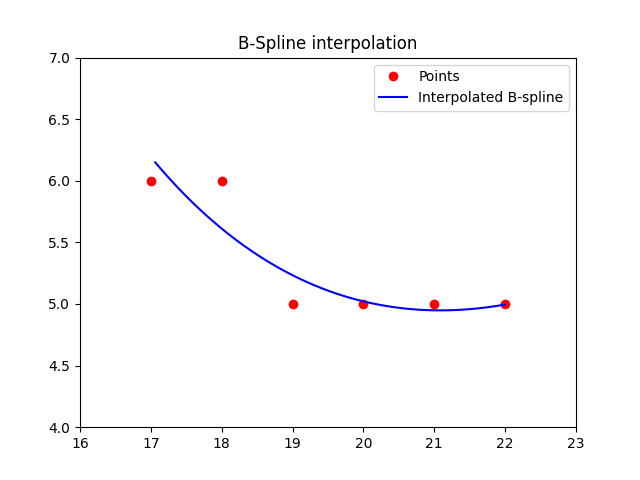 B-Spline interpolation
Points
Interpolated B-spline
7.0
6.5
6.0
5.5
5.0
4.5
4.0
16 17 18 19 20 21 22 23